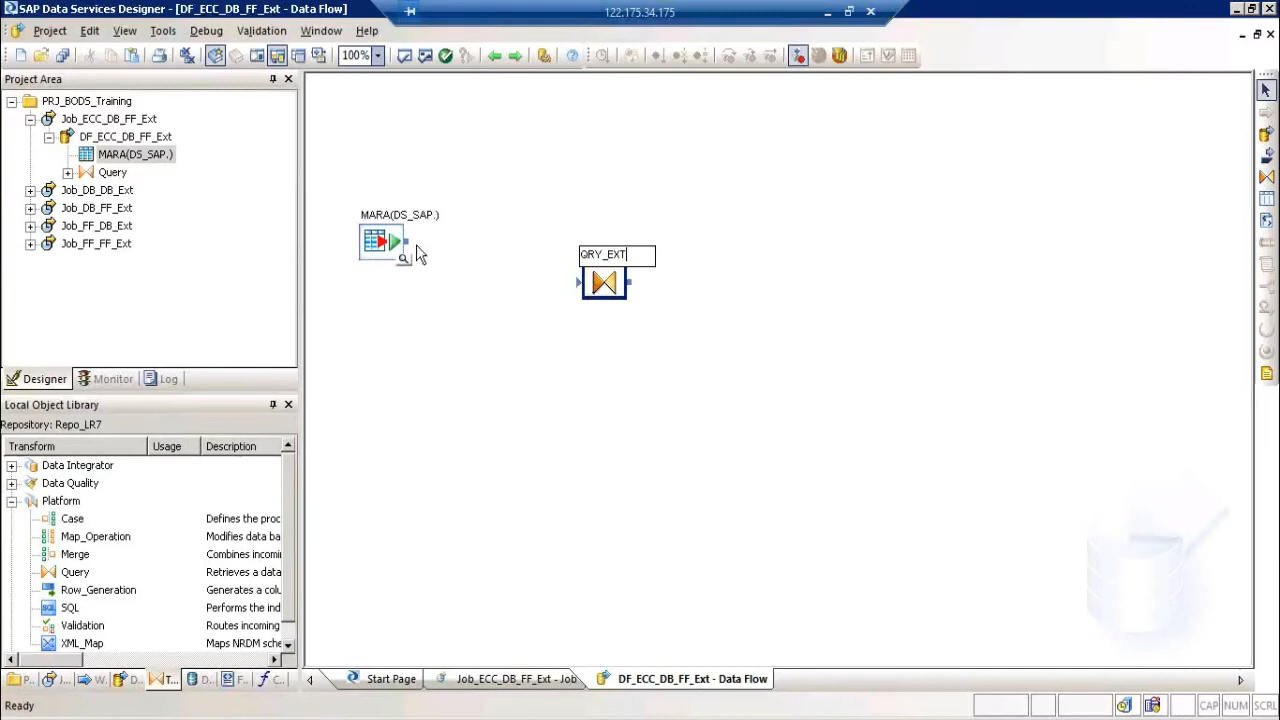 SAP Data Services Designer - [DF_ECC_DB_FF_Ext - Data Flow]
122.175.34.175
Project Edit View Tools Debug Validation Window Help
100%
Project Area
PRJ_BODS_Training
Job_ECC_DB_FF_Ext
DF_ECC_DB_FF_Ext
MARA(DS_SAP.)
Query
Job_DB_DB_Ext
Job_DB_FF_Ext
Job_FF_DB_Ext
Job_FF_FF_Ext
MARA(DS_SAP.)
QRY_EXT
Designer Monitor Log
Local Object Library
Repository: Repo_LR7
Transform Usage Description
Data Integrator
Data Quality
Platform
Case Defines the proc
Map_Operation Modifies data ba
Merge Combines incomi
Query Retrieves a data
Row_Generation Generates a colu
SQL Performs the ind
Validation Routes incoming
XML_Map Maps NRDM sche
P.. J... W. D... T... D.. F.. C
Start Page Job_ECC_DB_FF_Ext - Job DF_ECC_DB_FF_Ext - Data Flow
Ready
CAP NUM SCRL